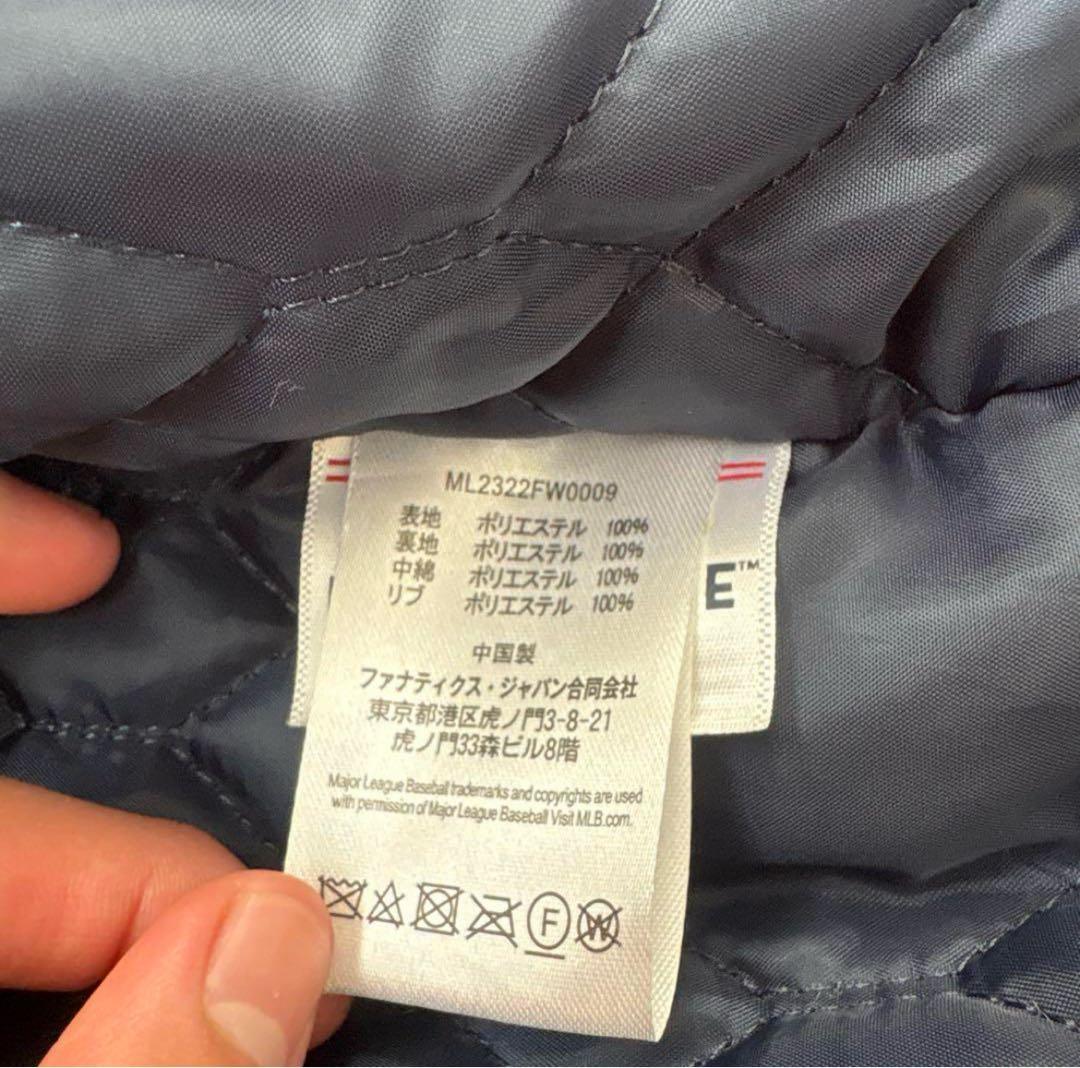 ML2322FW0009
表地 ポリエステル 100%
裏地 ポリエステル 100%
中綿 ポリエステル 100%
リブ ポリエステル 100%
E™
中国製
ファナティクス・ジャパン合同会社
東京都港区虎ノ門3-8-21
虎ノ門33森ビル8階
Major League Baseball trademarks and copyrights are used
with permission of Major League Baseball Visit MLB.com.
F W